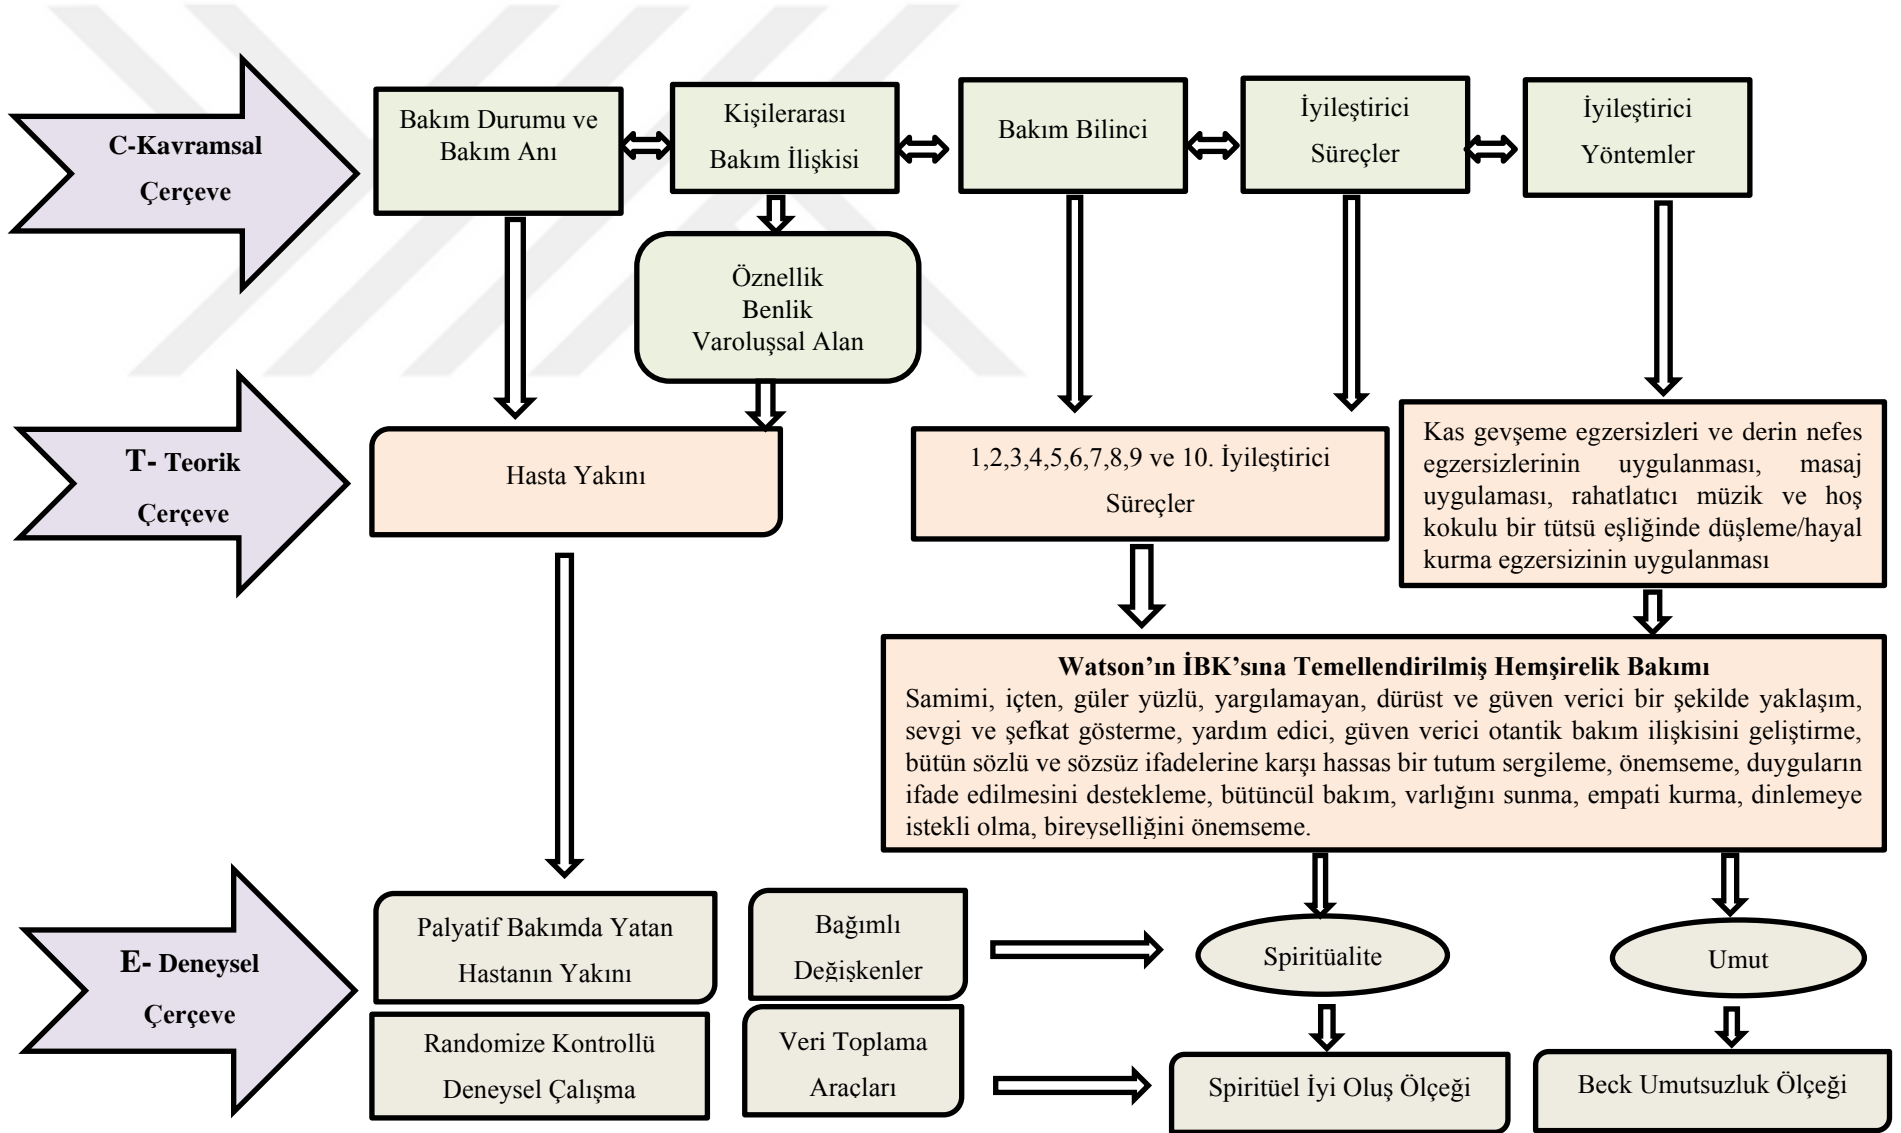 C-Kavramsal
Çerçeve
Bakım Durumu ve
Bakım Anı
Kişilerarası
Bakım İlişkisi
Bakım Bilinci
İyileştirici
Süreçler
İyileştirici
Yöntemler
Öznellik
Benlik
Varoluşsal Alan
T- Teorik
Çerçeve
Hasta Yakını
1,2,3,4,5,6,7,8,9 ve 10. İyileştirici
Süreçler
Kas gevşeme egzersizleri ve derin nefes
egzersizlerinin uygulanması, masaj
uygulaması, rahatlatıcı müzik ve hoş
kokulu bir tütsü eşliğinde düşleme/hayal
kurma egzersizinin uygulanması
Watson’ın İBK’sına Temellendirilmiş Hemşirelik Bakımı
Samimi, içten, güler yüzlü, yargılamayan, dürüst ve güven verici bir şekilde yaklaşım,
sevgi ve şefkat gösterme, yardım edici, güven verici otantik bakım ilişkisini geliştirme,
bütün sözlü ve sözsüz ifadelerine karşı hassas bir tutum sergileme, önemseme, duyguların
ifade edilmesini destekleme, bütüncül bakım, varlığını sunma, empati kurma, dinlemeye
istekli olma, bireyselliğini önemseme.
E- Deneysel
Çerçeve
Palyatif Bakımda Yatan
Hastanın Yakını
Bağımlı
Değişkenler
Spiritüalite
Umut
Randomize Kontrollü
Deneysel Çalışma
Veri Toplama
Araçları
Spiritüel İyi Oluş Ölçeği
Beck Umutsuzluk Ölçeği